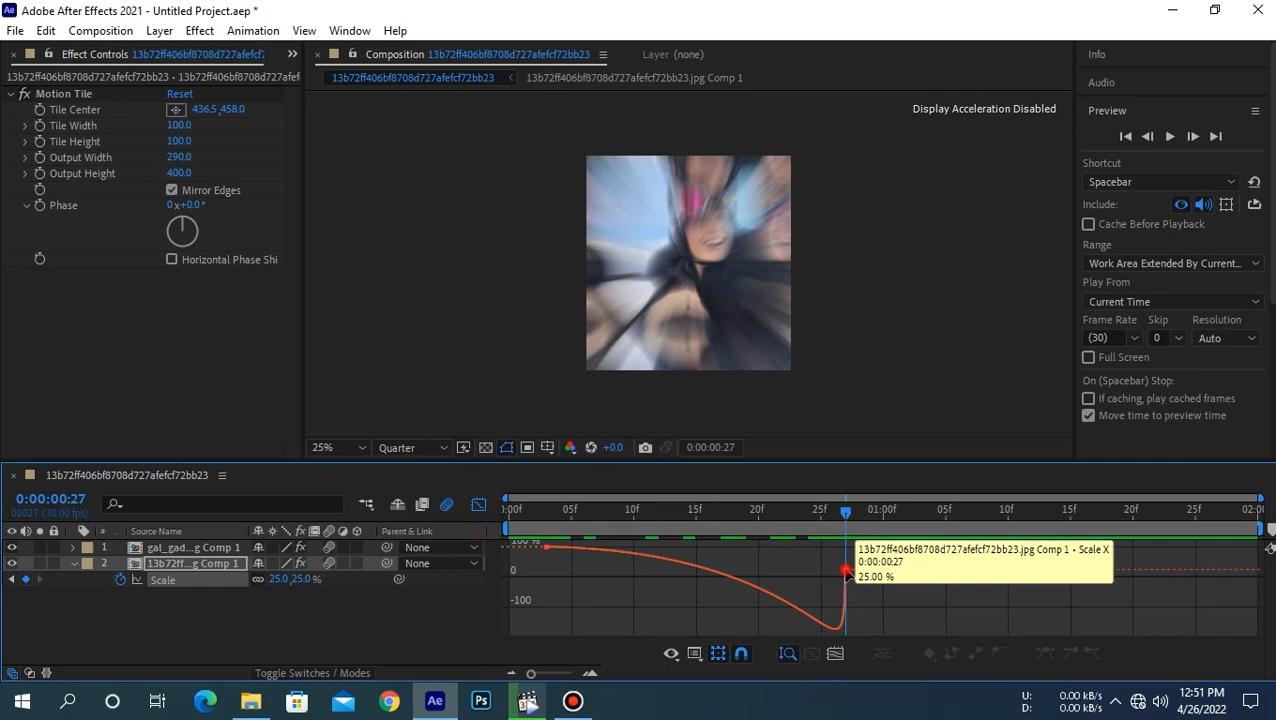 Adobe After Effects 2021 - Untitled Project.aep *
File Edit Composition Layer Effect Animation View Window Help
Effect Controls 13b72ff406bf8708d727afefcf7
13b72ff406bf8708d727afefcf72bb23 • 13b72ff406bf8708d727afef
fx Motion Tile Reset
Tile Center 436.5,458.0
Tile Width 100.0
Tile Height 100.0
Output Width 290.0
Output Height 400.0
Mirror Edges
Phase 0 x+0.0°
Horizontal Phase Shi
Composition 13b72ff406bf8708d727afefcf72bb23
Layer (none)
13b72ff406bf8708d727afefcf72bb23
13b72ff406bf8708d727afefcf72bb23.jpg Comp 1
Display Acceleration Disabled
25% Quarter +0.0 0:00:00:27
Info
Audio
Preview
Shortcut
Spacebar
Include:
Cache Before Playback
Range
Work Area Extended By Current...
Play From
Current Time
Frame Rate Skip Resolution
(30) 0 Auto
Full Screen
On (Spacebar) Stop:
If caching, play cached frames
Move time to preview time
13b72ff406bf8708d727afefcf72bb23
0:00:00:27
00027 (30.00 fps)
# Source Name Parent & Link
1 gal_gad....g Comp 1 fx None
2 13b72ff...g Comp 1 fx None
Scale 25.0,25.0 %
:00f 05f 10f 15f 20f 25f 01:00f 05f 10f 15f 20f 25f 02:0
100 %
0
-100
13b72ff406bf8708d727afefcf72bb23.jpg Comp 1 • Scale X
0:00:00:27
25.00 %
Toggle Switches / Modes
Ae
Ps
U: 0.00 kB/s
D: 0.00 kB/s
12:51 PM
4/26/2022